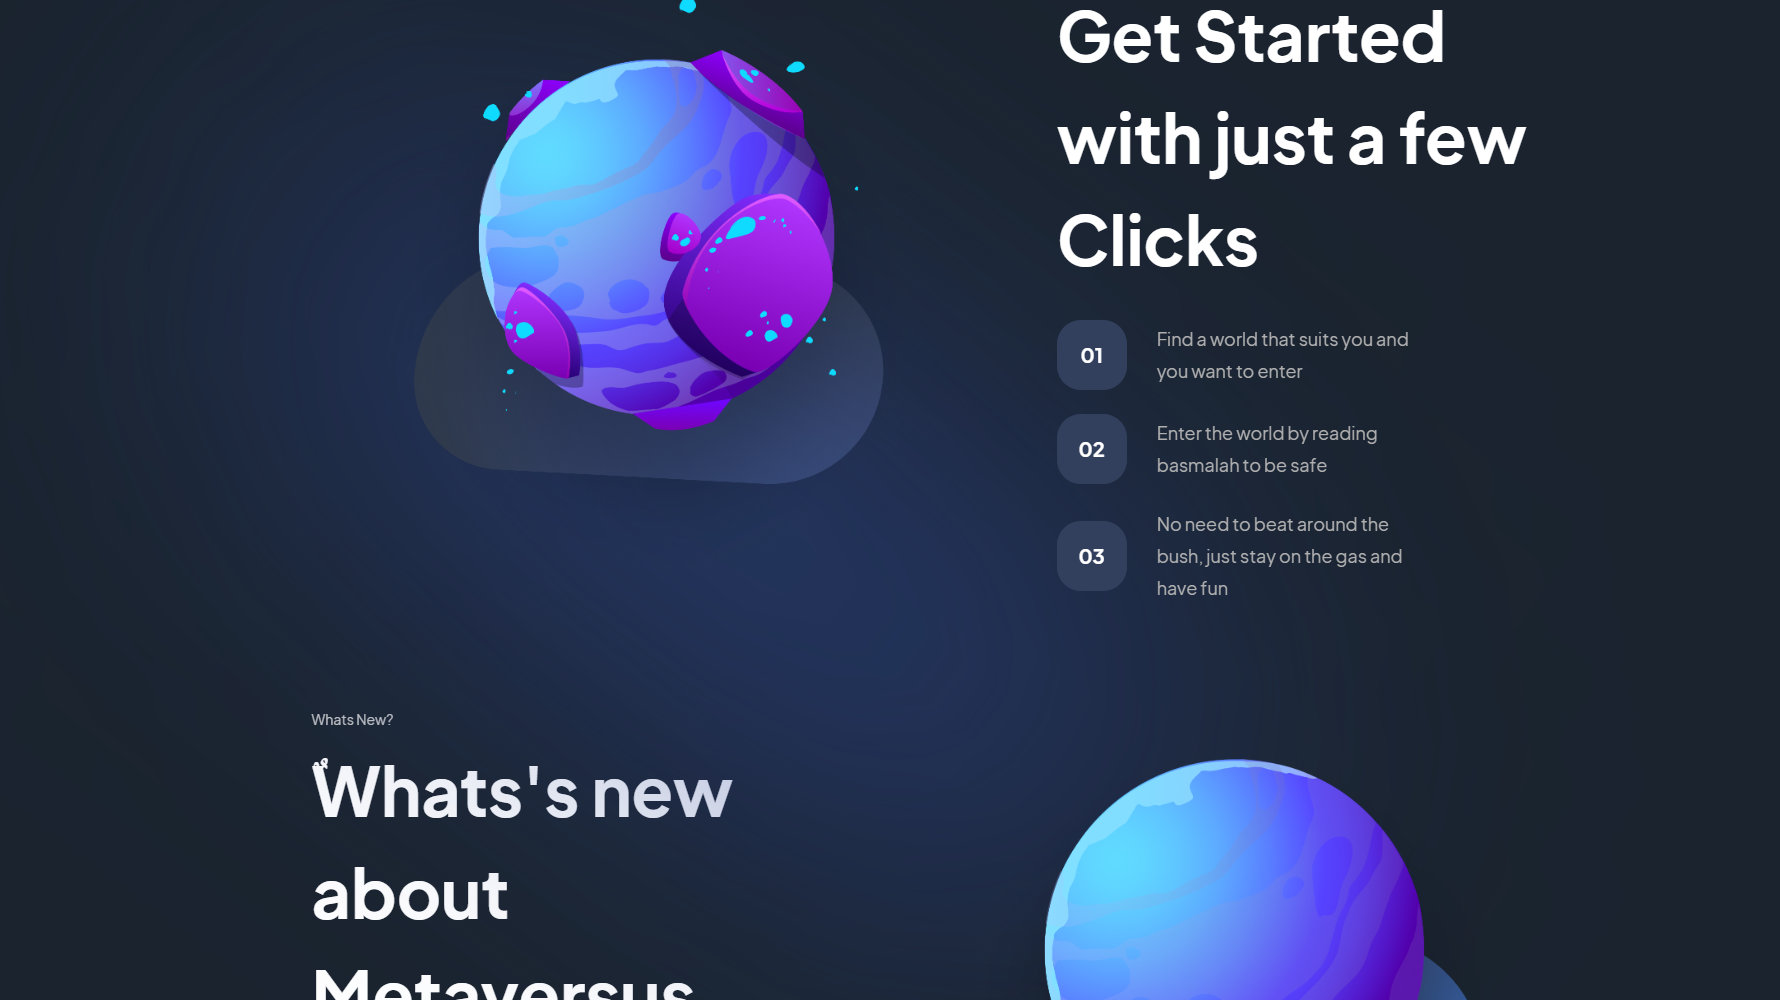 Get Started
with just a few
Clicks
01
Find a world that suits you and
you want to enter
02
Enter the world by reading
basmalah to be safe
03
No need to beat around the
bush, just stay on the gas and
have fun
Whats New?
Whats's new
about
Metaversus